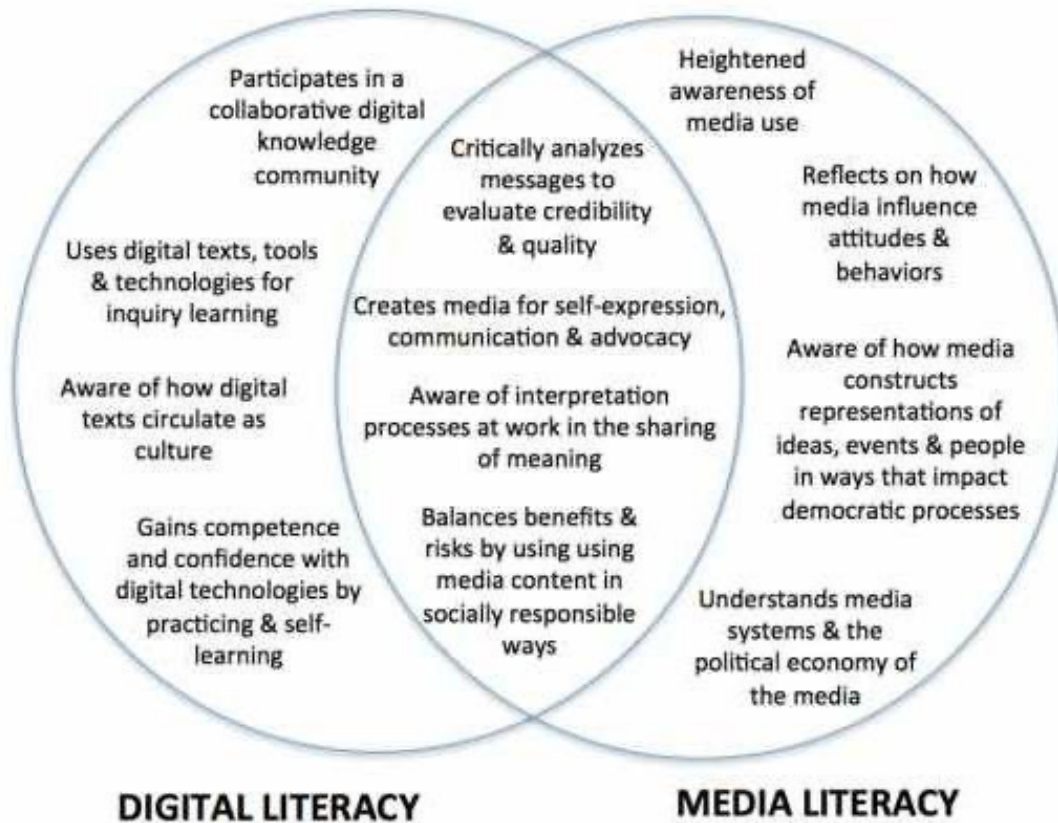 Participates in a
collaborative digital
knowledge
community
Uses digital texts, tools
& technologies for
inquiry learning
Aware of how digital
texts circulate as
culture
Gains competence
and confidence with
digital technologies by
practicing & self-
learning
Critically analyzes
messages to
evaluate credibility
& quality
Creates media for self-expression,
communication & advocacy
Aware of interpretation
processes at work in the sharing
of meaning
Balances benefits &
risks by using using
media content in
socially responsible
ways
Heightened
awareness of
media use
Reflects on how
media influence
attitudes &
behaviors
Aware of how media
constructs
representations of
ideas, events & people
in ways that impact
democratic processes
Understands media
systems & the
political economy of
the media
DIGITAL LITERACY
MEDIA LITERACY